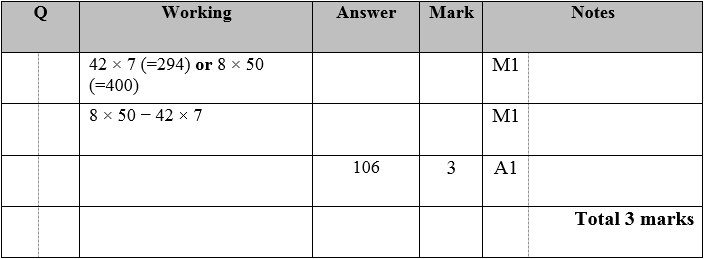 Q Working Answer Mark Notes
42 × 7 (=294) or 8 × 50 M1
(=400)
8 × 50 − 42 × 7 M1
106 3 A1
Total 3 marks